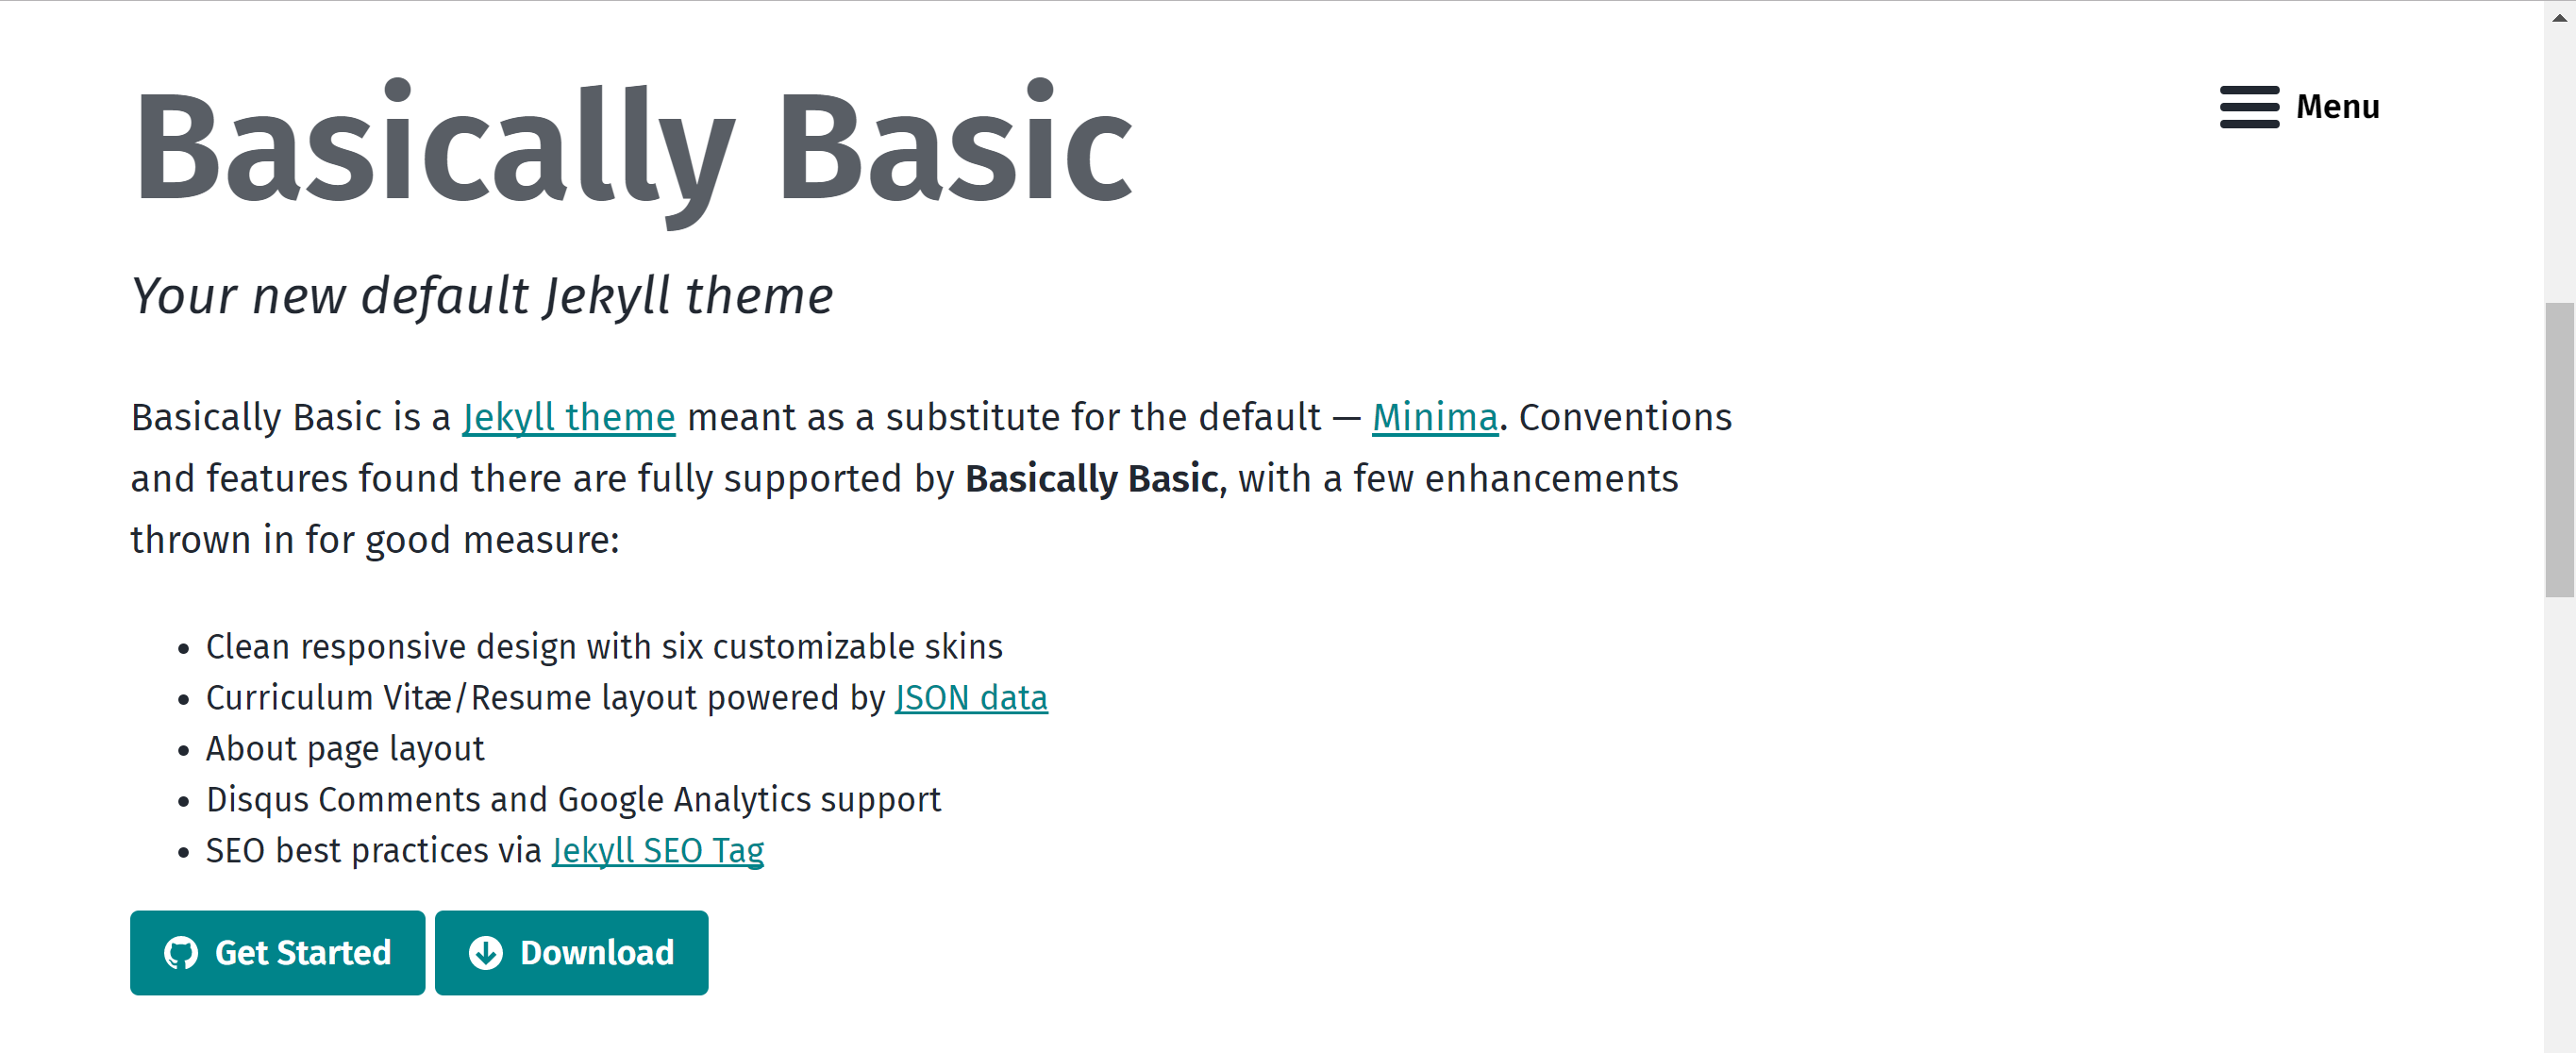 Basically Basic
Menu
Your new default Jekyll theme
Basically Basic is a Jekyll theme meant as a substitute for the default — Minima. Conventions
and features found there are fully supported by Basically Basic, with a few enhancements
thrown in for good measure:
• Clean responsive design with six customizable skins
• Curriculum Vitæ/Resume layout powered by JSON data
• About page layout
• Disqus Comments and Google Analytics support
• SEO best practices via Jekyll SEO Tag
Get Started Download